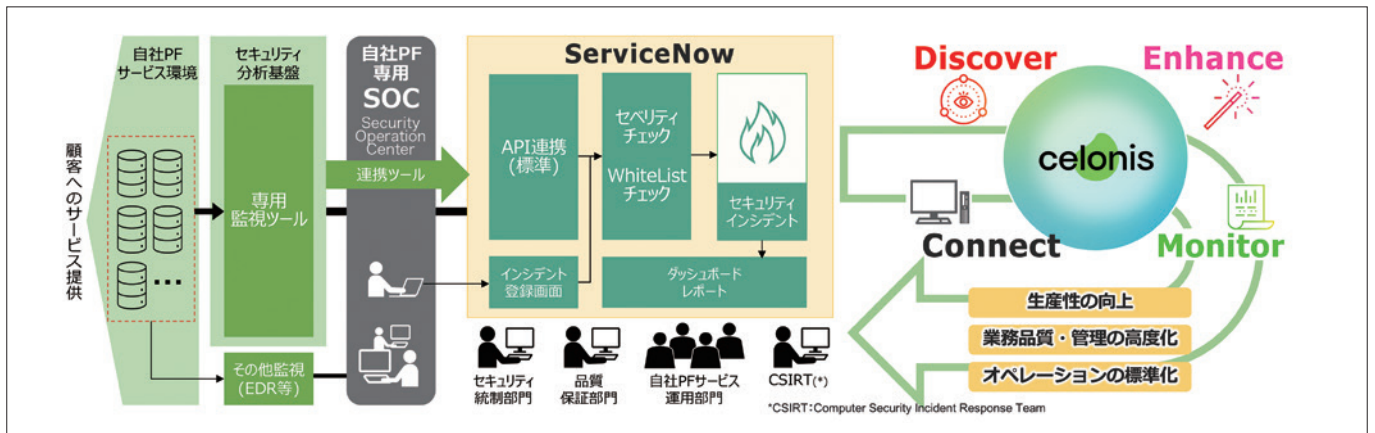 顧客へのサービス提供
自社PF
サービス環境
...
セキュリティ
分析基盤
専用
監視ツール
その他監視
(EDR等)
自社PF
専用
SOC
Security
Operation
Center
連携ツール
ServiceNow
API連携
(標準)
インシデント
登録画面
セベリティ
チェック
WhiteList
チェック
セキュリティ
インシデント
ダッシュボード
レポート
セキュリティ
統制部門
品質
保証部門
自社PFサービス
運用部門
CSIRT(*)
*CSIRT:Computer Security Incident Response Team
Discover
Enhance
celonis
Connect
Monitor
生産性の向上
業務品質・管理の高度化
オペレーションの標準化